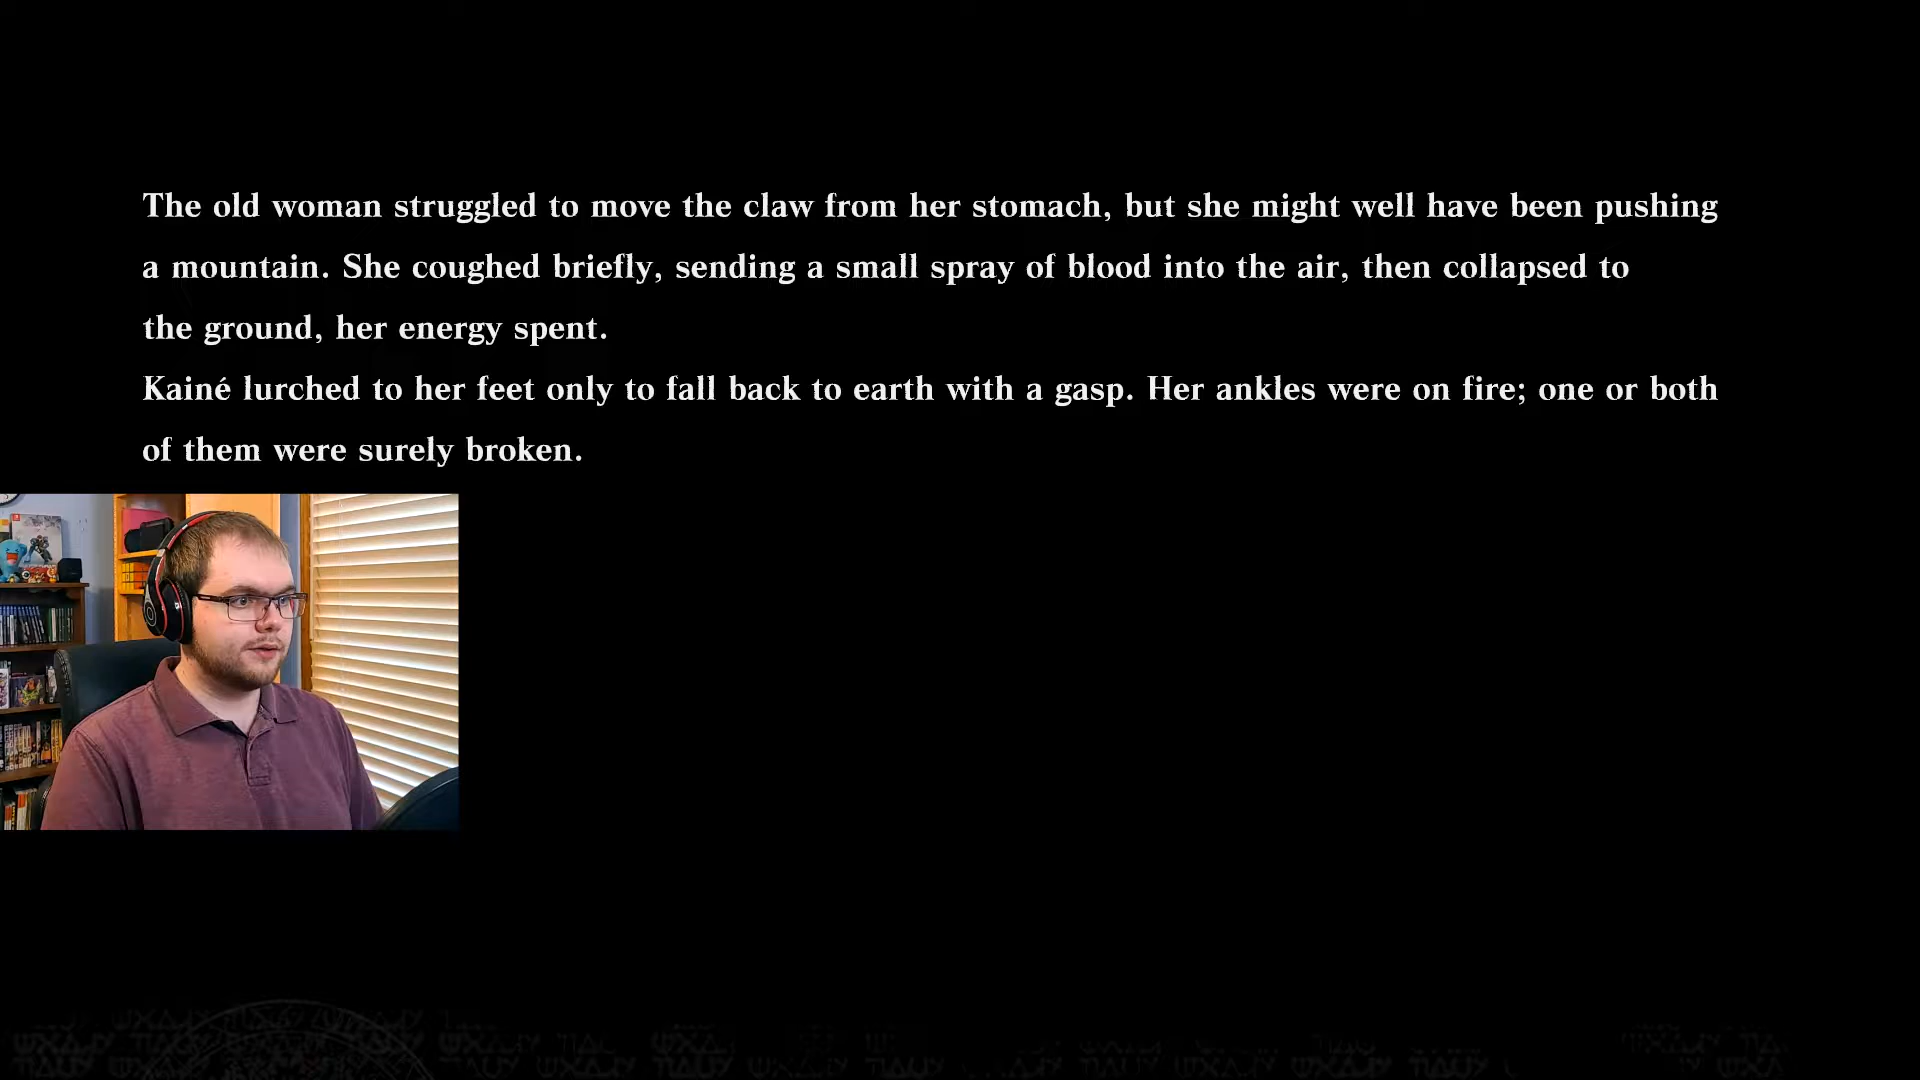 The old woman struggled to move the claw from her stomach, but she might well have been pushing
a mountain. She coughed briefly, sending a small spray of blood into the air, then collapsed to
the ground, her energy spent.
Kainé lurched to her feet only to fall back to earth with a gasp. Her ankles were on fire; one or both
of them were surely broken.